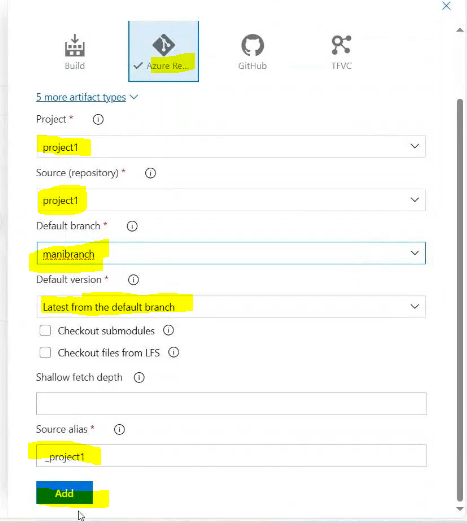 Build
Azure Re...
GitHub
TFVC
5 more artifact types
Project *
project1
Source (repository) *
project1
Default branch *
manibranch
Default version *
Latest from the default branch
Checkout submodules
Checkout files from LFS
Shallow fetch depth
Source alias *
_project1
Add